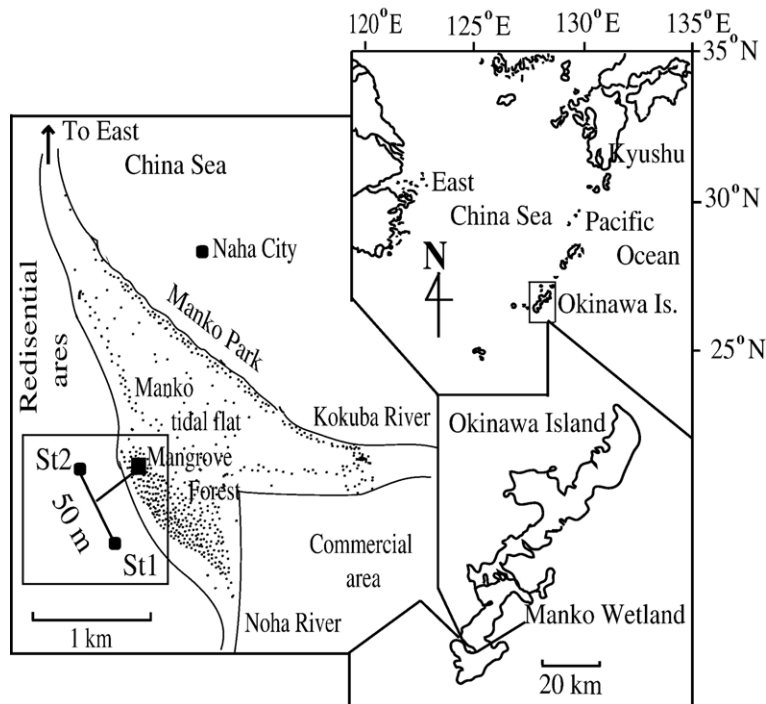 120°E
125°E
130°E
135°E
35°N
30°N
25°N
Kyushu
East
China Sea
Pacific
Ocean
N
Okinawa Is.
To East
China Sea
Naha City
Manko Park
Redisential
ares
Manko
tidal flat
Kokuba River
Mangrove
Forest
St2
50 m
St1
Commercial
area
Noha River
1 km
Okinawa Island
Manko Wetland
20 km